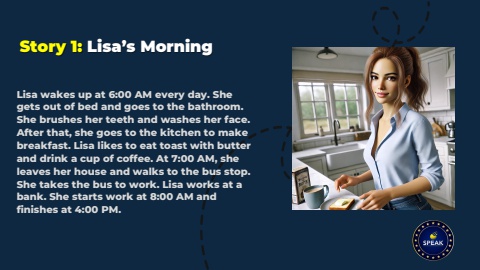 Story 1: Lisa's Morning
Lisa wakes up at 6:00 AM every day. She
gets out of bed and goes to the bathroom.
She brushes her teeth and washes her face.
After that, she goes to the kitchen to make
breakfast. Lisa likes to eat toast with butter
and drink a cup of coffee. At 7:00 AM, she
leaves her house and walks to the bus stop.
She takes the bus to work. Lisa works at a
bank. She starts work at 8:00 AM and
finishes at 4:00 PM.
SPEAK